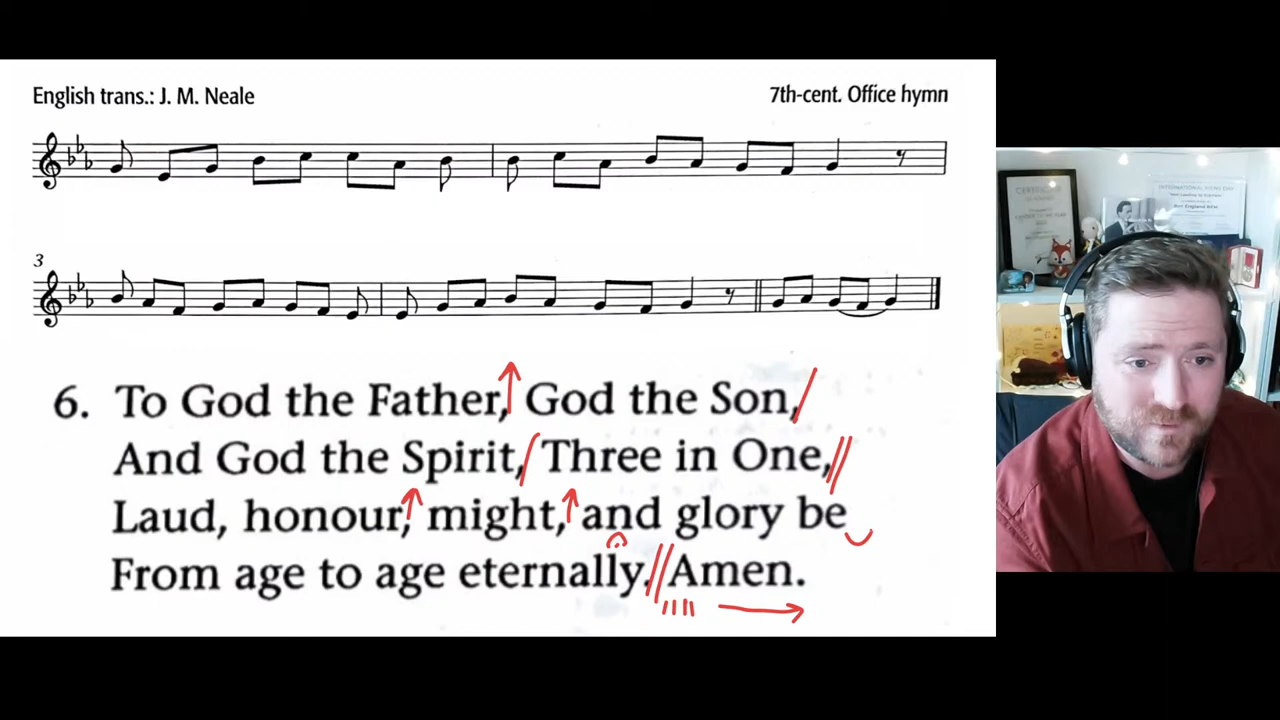 English trans.: J. M. Neale
7th-cent. Office hymn
3
6. To God the Father, God the Son,
And God the Spirit, Three in One,
Laud, honour, might, and glory be
From age to age eternally. Amen.